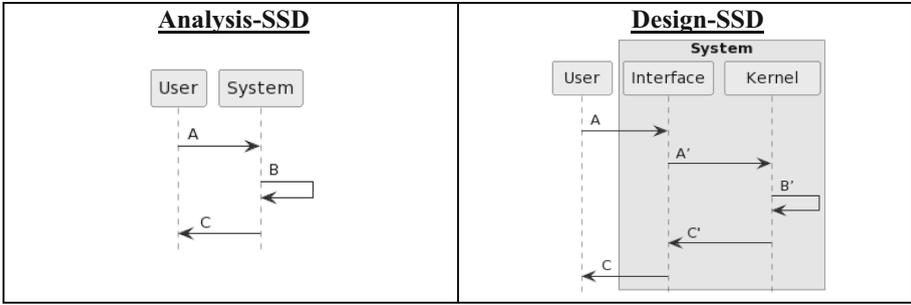 Analysis-SSD
User
System
A
B
C
Design-SSD
System
User
Interface
Kernel
A
A′
B′
C'
C